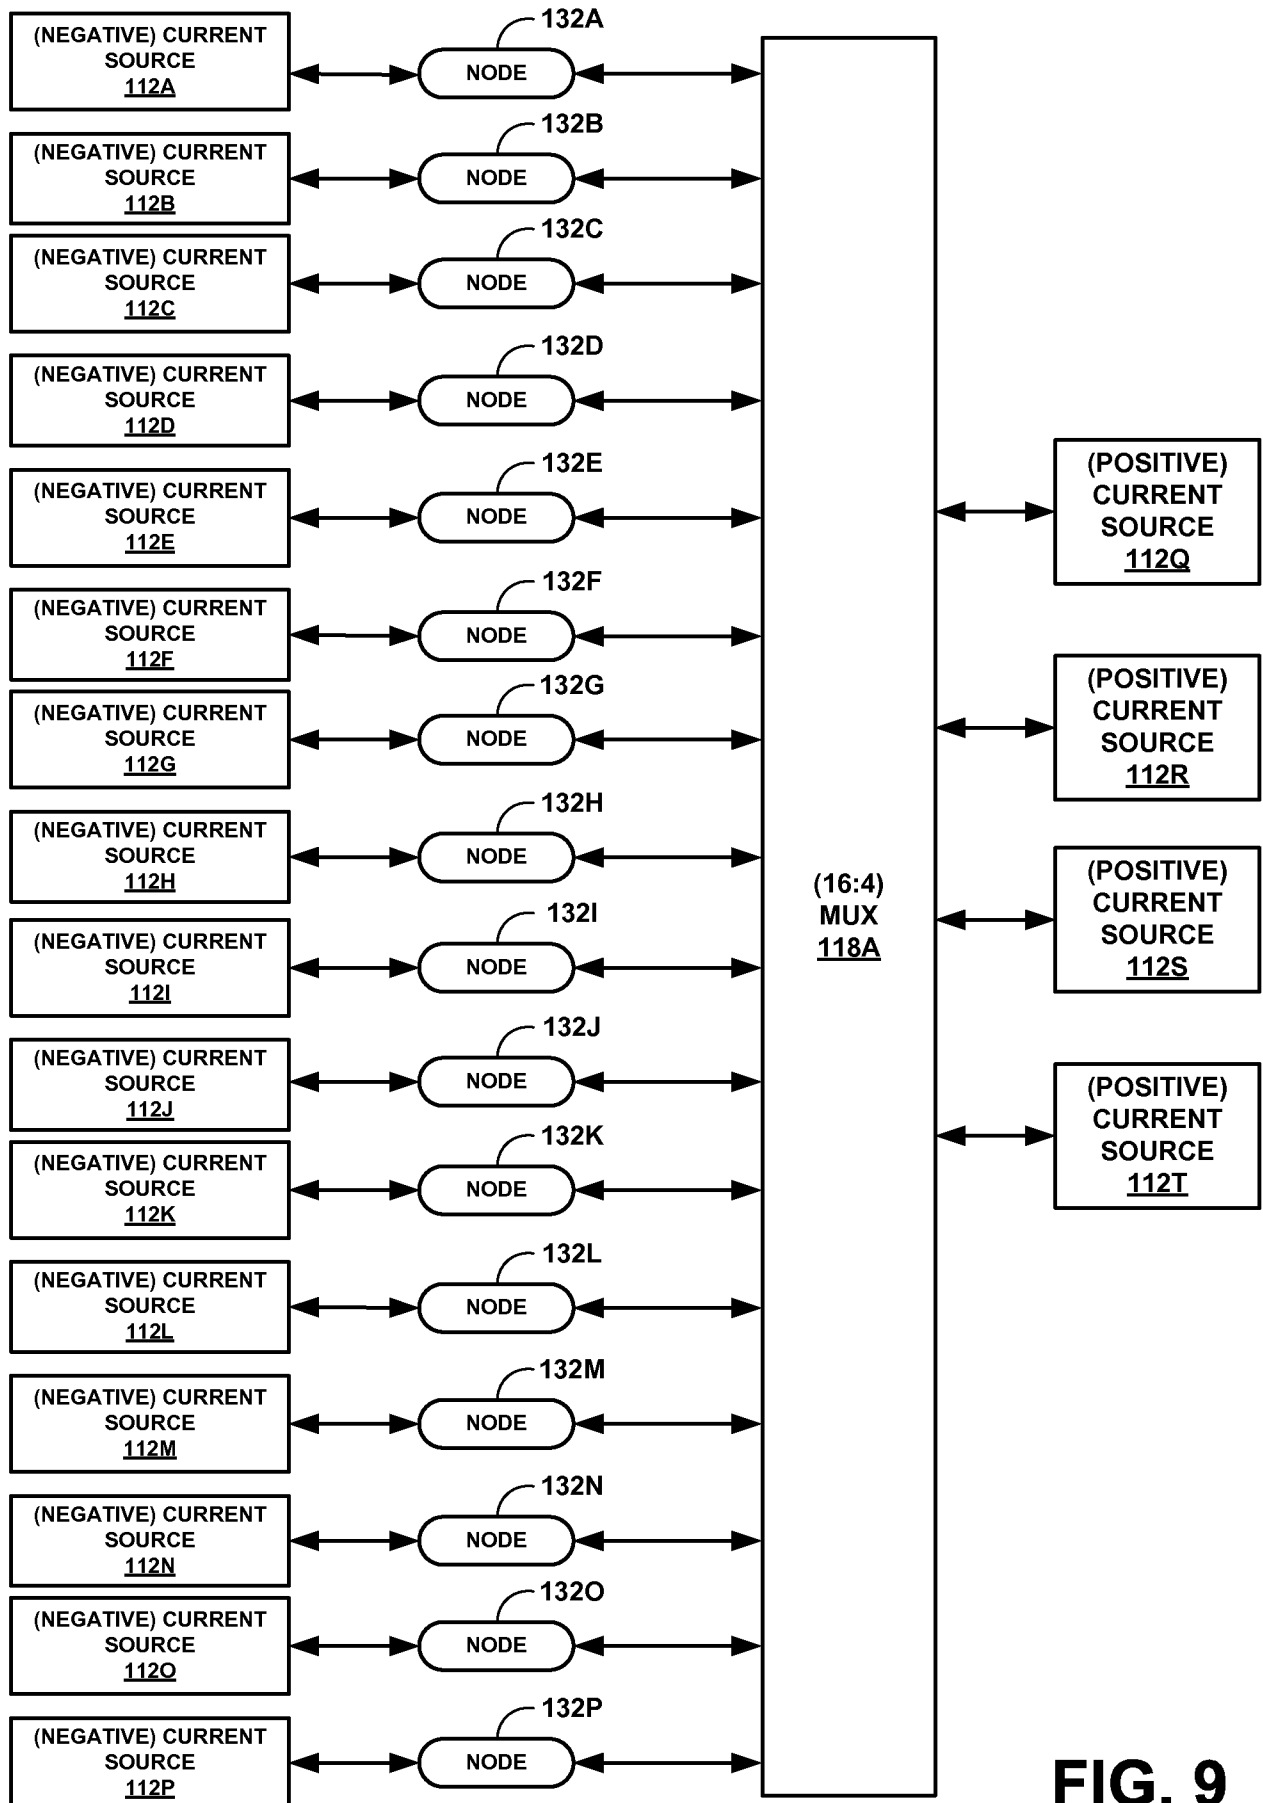 132A
(NEGATIVE) CURRENT
SOURCE
112A
NODE
132B
(NEGATIVE) CURRENT
SOURCE
112B
NODE
132C
(NEGATIVE) CURRENT
SOURCE
112C
NODE
132D
(NEGATIVE) CURRENT
SOURCE
112D
NODE
132E
(NEGATIVE) CURRENT
SOURCE
112E
NODE
132F
(NEGATIVE) CURRENT
SOURCE
112F
NODE
132G
(NEGATIVE) CURRENT
SOURCE
112G
NODE
132H
(NEGATIVE) CURRENT
SOURCE
112H
NODE
132I
(NEGATIVE) CURRENT
SOURCE
112I
NODE
132J
(NEGATIVE) CURRENT
SOURCE
112J
NODE
132K
(NEGATIVE) CURRENT
SOURCE
112K
NODE
132L
(NEGATIVE) CURRENT
SOURCE
112L
NODE
132M
(NEGATIVE) CURRENT
SOURCE
112M
NODE
132N
(NEGATIVE) CURRENT
SOURCE
112N
NODE
132O
(NEGATIVE) CURRENT
SOURCE
112O
NODE
132P
(NEGATIVE) CURRENT
SOURCE
112P
NODE
(16:4)
MUX
118A
(POSITIVE)
CURRENT
SOURCE
112Q
(POSITIVE)
CURRENT
SOURCE
112R
(POSITIVE)
CURRENT
SOURCE
112S
(POSITIVE)
CURRENT
SOURCE
112T
FIG. 9